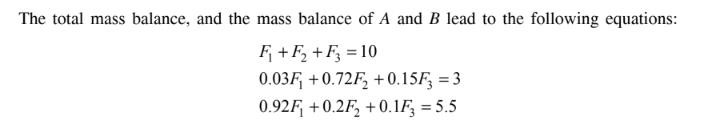 The total mass balance, and the mass balance of A and B lead to the following equations:
F₁ + F₂ + F₃ = 10
0.03F₁ + 0.72F₂ + 0.15F₃ = 3
0.92F₁ + 0.2F₂ + 0.1F₃ = 5.5